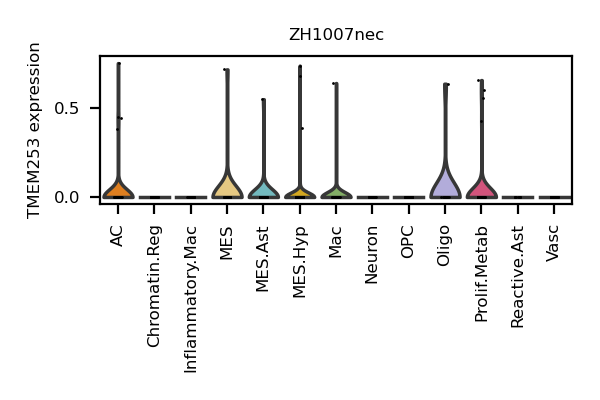 ZH1007nec
TMEM253 expression
0.5
0.0
AC
Chromatin.Reg
Inflammatory.Mac
MES
MES.Ast
MES.Hyp
Mac
Neuron
OPC
Oligo
Prolif.Metab
Reactive.Ast
Vasc